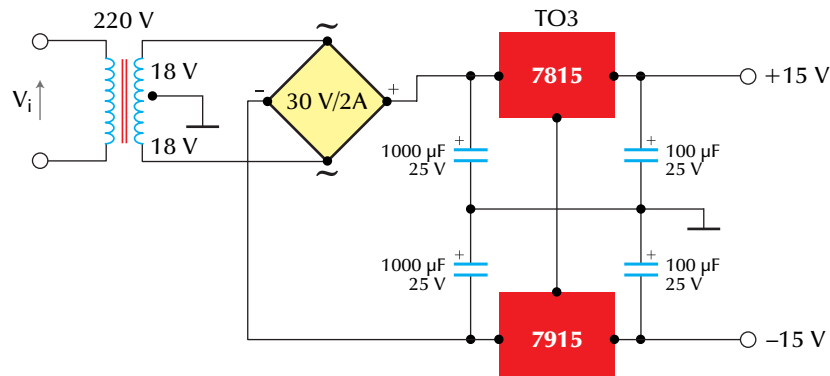 220 V
TO3
~
18 V
7815
+15 V
Vi
-
30 V/2A
+
18 V
~
+
1000 µF
25 V
+
100 µF
25 V
+
1000 µF
25 V
+
100 µF
25 V
7915
–15 V